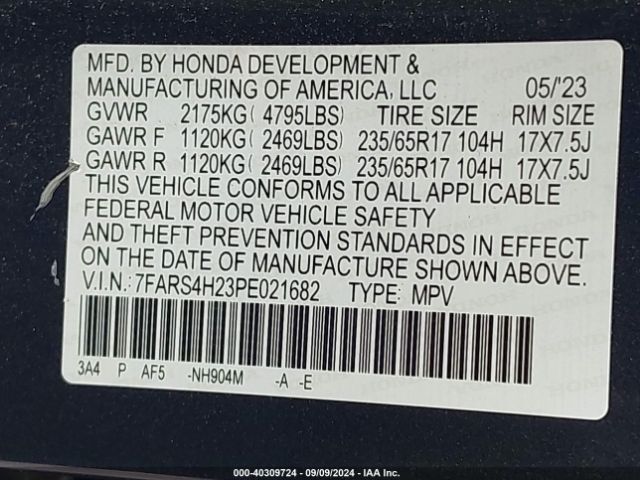 MFD. BY HONDA DEVELOPMENT &
MANUFACTURING OF AMERICA, LLC 05/'23
GVWR 2175KG( 4795LBS) TIRE SIZE RIM SIZE
GAWR F 1120KG( 2469LBS) 235/65R17 104H 17X7.5J
GAWR R 1120KG( 2469LBS) 235/65R17 104H 17X7.5J
THIS VEHICLE CONFORMS TO ALL APPLICABLE
FEDERAL MOTOR VEHICLE SAFETY
AND THEFT PREVENTION STANDARDS IN EFFECT
ON THE DATE OF MANUFACTURE SHOWN ABOVE.
V.I.N.:7FARS4H23PE021682 TYPE: MPV
3A4 P AF5 -NH904M -A -E
000-40309724 - 09/09/2024 - IAA Inc.